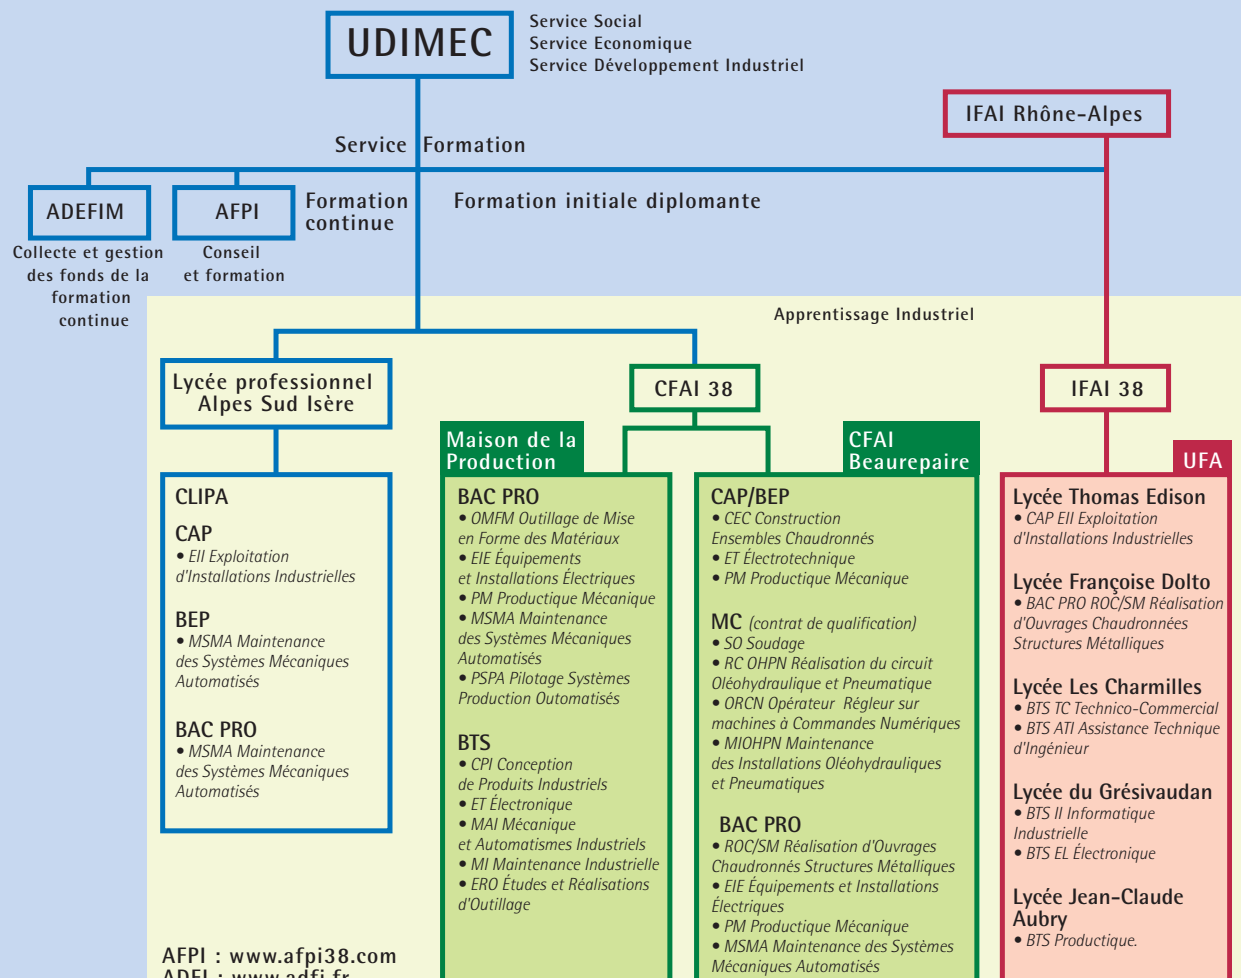 UDIMEC
Service Social
Service Economique
Service Développement Industriel
IFAI Rhône-Alpes
Service Formation
ADEFIM
AFPI
Formation
continue
Formation initiale diplomante
Collecte et gestion
des fonds de la
formation
continue
Conseil
et formation
Apprentissage Industriel
Lycée professionnel
Alpes Sud Isère
CFAI 38
IFAI 38
CLIPA
CAP
• EII Exploitation
d'Installations Industrielles
BEP
• MSMA Maintenance
des Systèmes Mécaniques
Automatisés
BAC PRO
• MSMA Maintenance
des Systèmes Mécaniques
Automatisés
Maison de la
Production
BAC PRO
• OMFM Outillage de Mise
en Forme des Matériaux
• EIE Équipements
et Installations Électriques
• PM Productique Mécanique
• MSMA Maintenance
des Systèmes Mécaniques
Automatisés
• PSPA Pilotage Systèmes
Production Outomatisés
BTS
• CPI Conception
de Produits Industriels
• ET Électronique
• MAI Mécanique
et Automatismes Industriels
• MI Maintenance Industrielle
• ERO Études et Réalisations
d'Outillage
CFAI
Beaurepaire
CAP/BEP
• CEC Construction
Ensembles Chaudronnés
• ET Électrotechnique
• PM Productique Mécanique
MC (contrat de qualification)
• SO Soudage
• RC OHPN Réalisation du circuit
Oléohydraulique et Pneumatique
• ORCN Opérateur Régleur sur
machines à Commandes Numériques
• MIOHPN Maintenance
des Installations Oléohydrauliques
et Pneumatiques
BAC PRO
• ROC/SM Réalisation d'Ouvrages
Chaudronnés Structures Métalliques
• EIE Équipements et Installations
Électriques
• PM Productique Mécanique
• MSMA Maintenance des Systèmes
Mécaniques Automatisés
UFA
Lycée Thomas Edison
• CAP EII Exploitation
d'Installations Industrielles
Lycée Françoise Dolto
• BAC PRO ROC/SM Réalisation
d'Ouvrages Chaudronnées
Structures Métalliques
Lycée Les Charmilles
• BTS TC Technico-Commercial
• BTS ATI Assistance Technique
d'Ingénieur
Lycée du Grésivaudan
• BTS II Informatique
Industrielle
• BTS EL Électronique
Lycée Jean-Claude
Aubry
• BTS Productique.
AFPI : www.afpi38.com
ADFI : www.adfi.fr